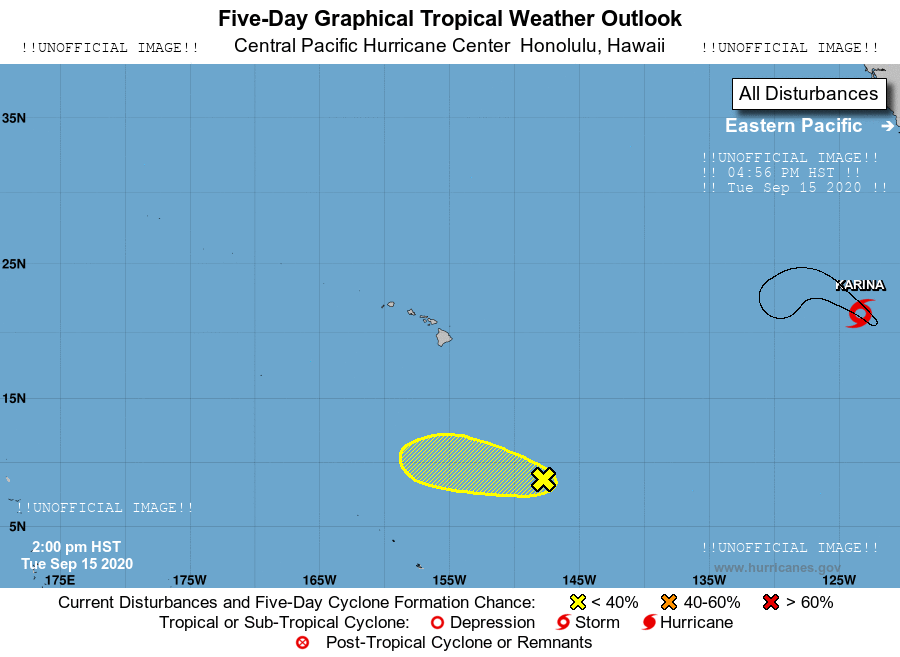 Five-Day Graphical Tropical Weather Outlook
!!UNOFFICIAL IMAGE!! Central Pacific Hurricane Center Honolulu, Hawaii !!UNOFFICIAL IMAGE!!
All Disturbances
35N
Eastern Pacific →
!!UNOFFICIAL IMAGE!!
!! 04:56 PM HST !!
!! Tue Sep 15 2020 !!
25N
KARINA
15N
!!UNOFFICIAL IMAGE!!
5N
2:00 pm HST
!!UNOFFICIAL IMAGE!!
Tue Sep 15 2020
www.hurricanes.gov
175E 175W 165W 155W 145W 135W 125W
Current Disturbances and Five-Day Cyclone Formation Chance: < 40% 40-60% > 60%
Tropical or Sub-Tropical Cyclone: Depression Storm Hurricane
Post-Tropical Cyclone or Remnants